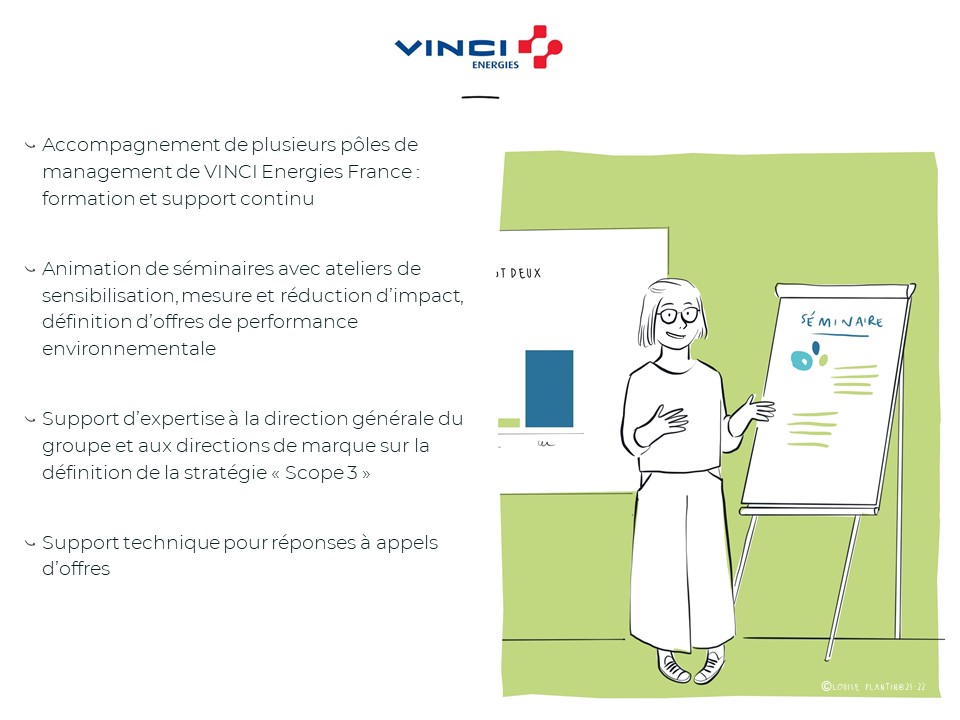 VINCI
ENERGIES
Accompagnement de plusieurs pôles de
management de VINCI Energies France :
formation et support continu
Animation de séminaires avec ateliers de
sensibilisation, mesure et réduction d’impact,
définition d’offres de performance
environnementale
Support d’expertise à la direction générale du
groupe et aux directions de marque sur la
définition de la stratégie « Scope 3 »
Support technique pour réponses à appels
d’offres
DEUX
SÉMINAIRE
©LOUISE PLANTIN